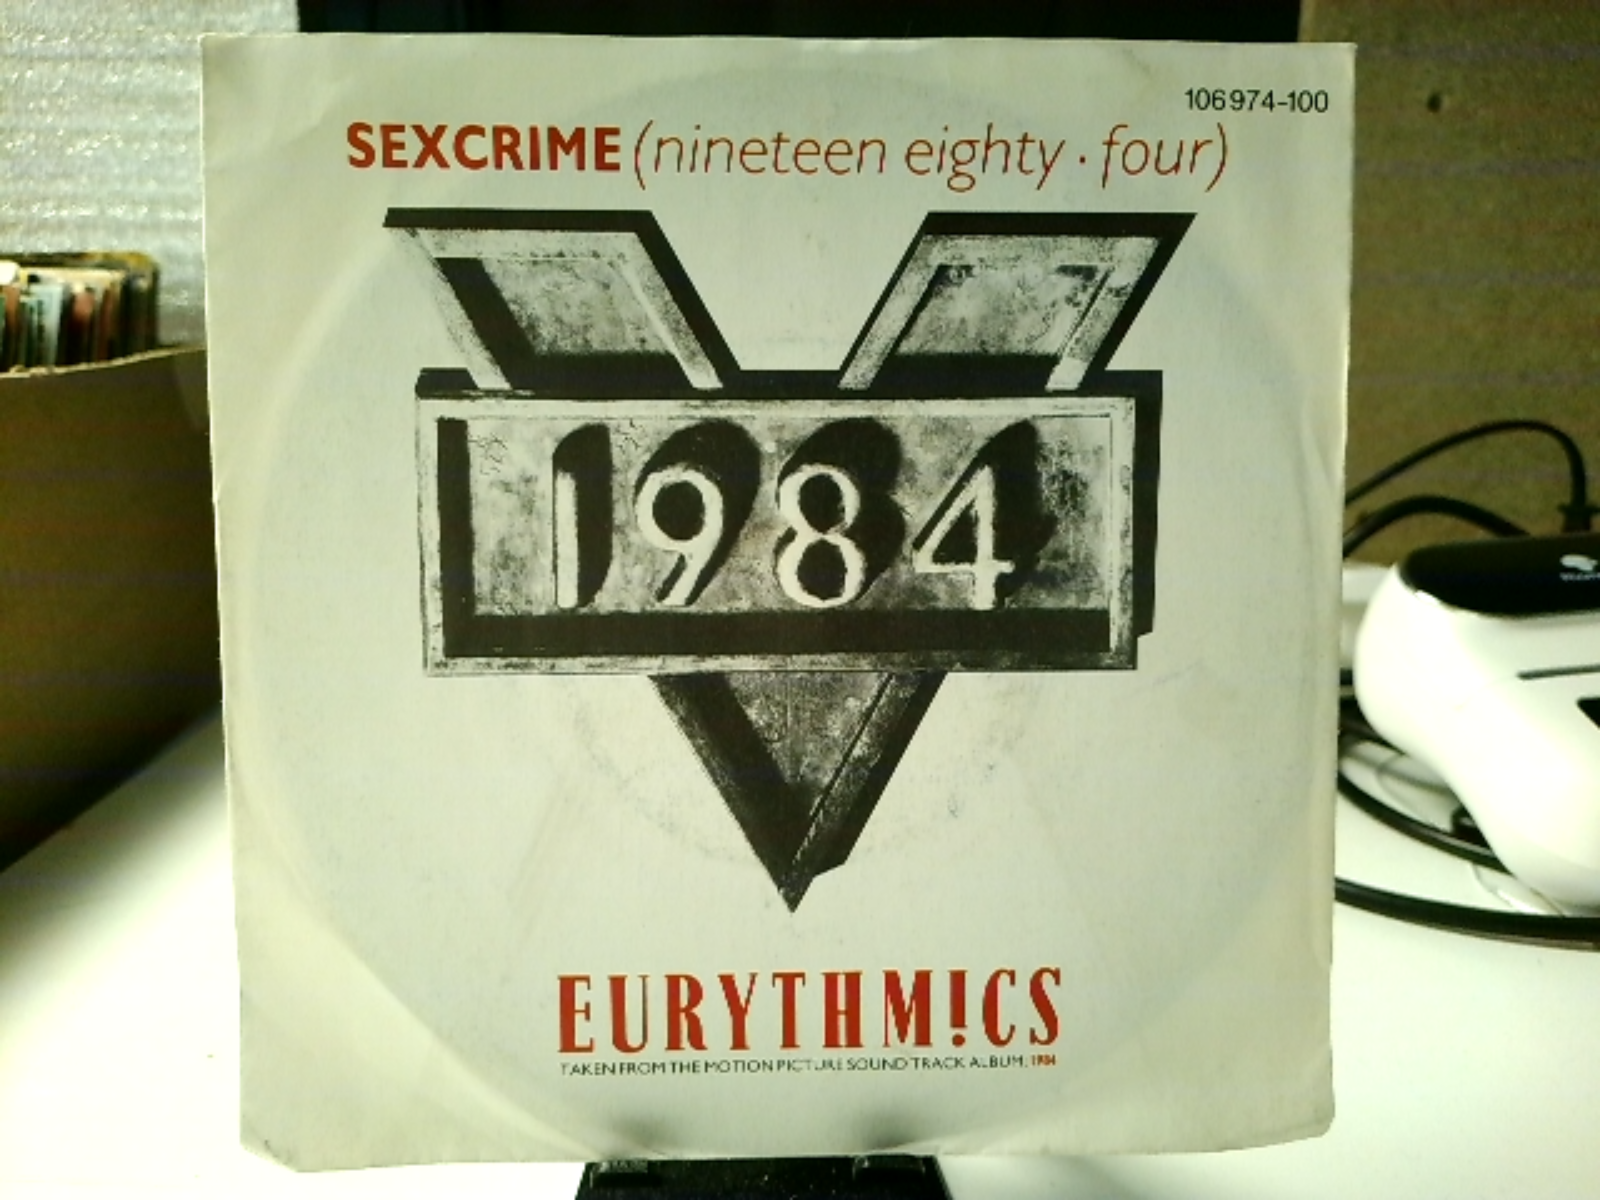 106974-100
SEXCRIME (nineteen eighty · four)
1984
EURYTHM!CS
TAKEN FROM THE MOTION PICTURE SOUND TRACK ALBUM: 1984